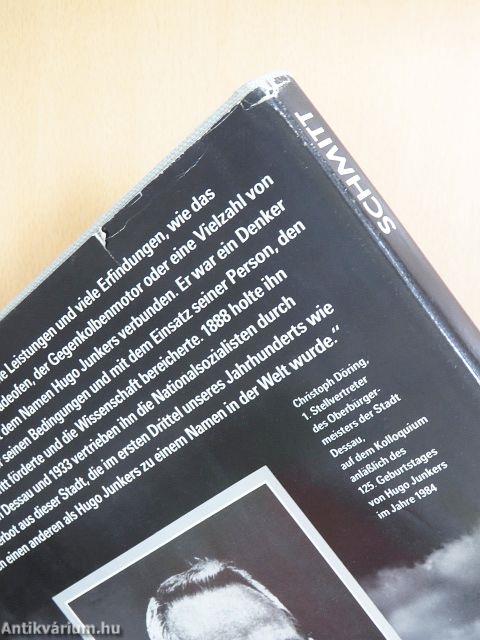 SCHMITT
Leistungen und viele Erfindungen, wie das
deofen, der Gegenkolbenmotor oder eine Vielzahl von
dem Namen Hugo Junkers verbunden. Er war ein Denker
seinen Bedingungen und mit dem Einsatz seiner Person, den
itt förderte und die Wissenschaft bereicherte. 1888 holte ihn
Dessau und 1933 vertrieben ihn die Nationalsozialisten durch
erbot aus dieser Stadt, die im ersten Drittel unseres Jahrhunderts wie
einen anderen als Hugo Junkers zu einem Namen in der Welt wurde."
Christoph Döring,
1. Stellvertreter
des Oberbürger-
meisters der Stadt
Dessau,
auf dem Kolloquium
anläßlich des
125. Geburtstages
von Hugo Junkers
im Jahre 1984
Antikvárium.hu